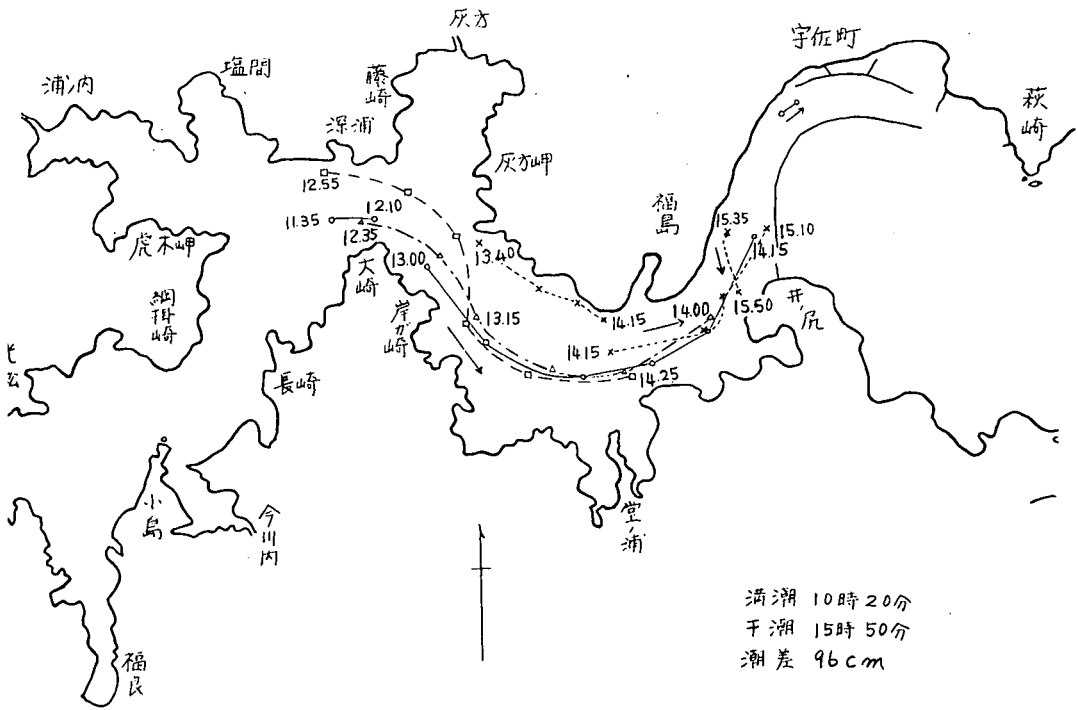 灰方
宇佐町
浦ノ内
塩間
藤崎
深浦
萩崎
灰方岬
福島
12.55
11.35
12.10
12.35
虎木岬
大崎
13.00
13.40
15.35
15.10
14.15
網掛崎
岸が崎
13.15
14.15
14.00
15.50
井ノ尻
14.15
14.25
長崎
小島
今川内
堂ノ浦
福良
満潮 10時20分
干潮 15時50分
潮差 96cm